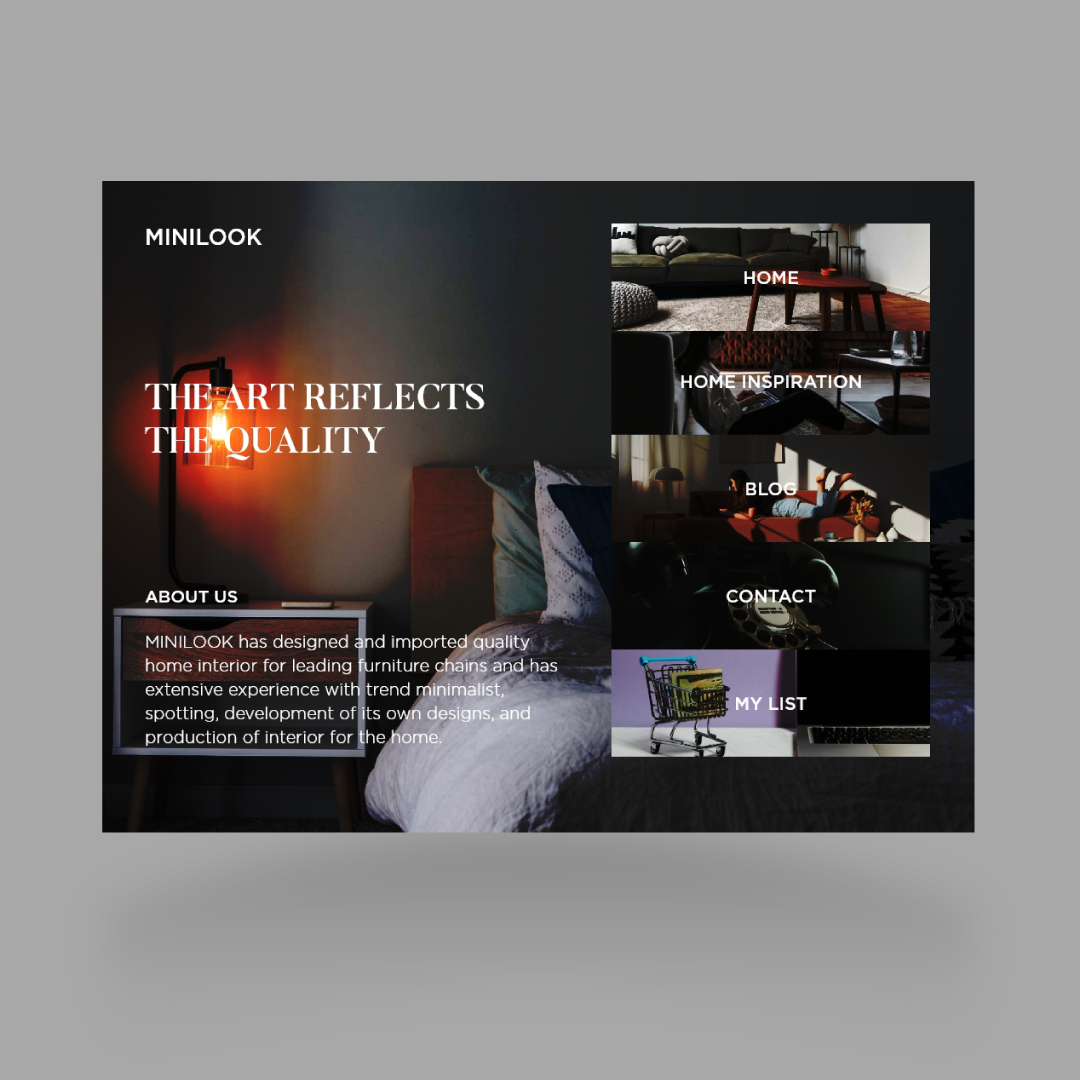 MINILOOK
THE ART REFLECTS
THE QUALITY
ABOUT US
MINILOOK has designed and imported quality
home interior for leading furniture chains and has
extensive experience with trend minimalist,
spotting, development of its own designs, and
production of interior for the home.
HOME
HOME INSPIRATION
BLOG
CONTACT
MY LIST